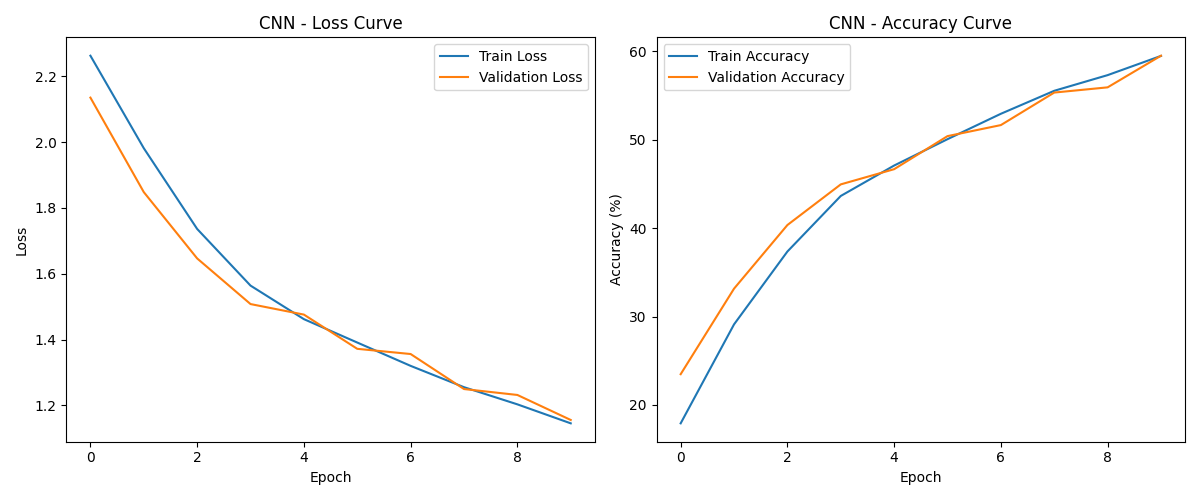 CNN - Loss Curve
Train Loss
Validation Loss
2.2
2.0
1.8
1.6
1.4
1.2
Loss
0 2 4 6 8
Epoch
CNN - Accuracy Curve
Train Accuracy
Validation Accuracy
60
50
40
30
20
Accuracy (%)
0 2 4 6 8
Epoch